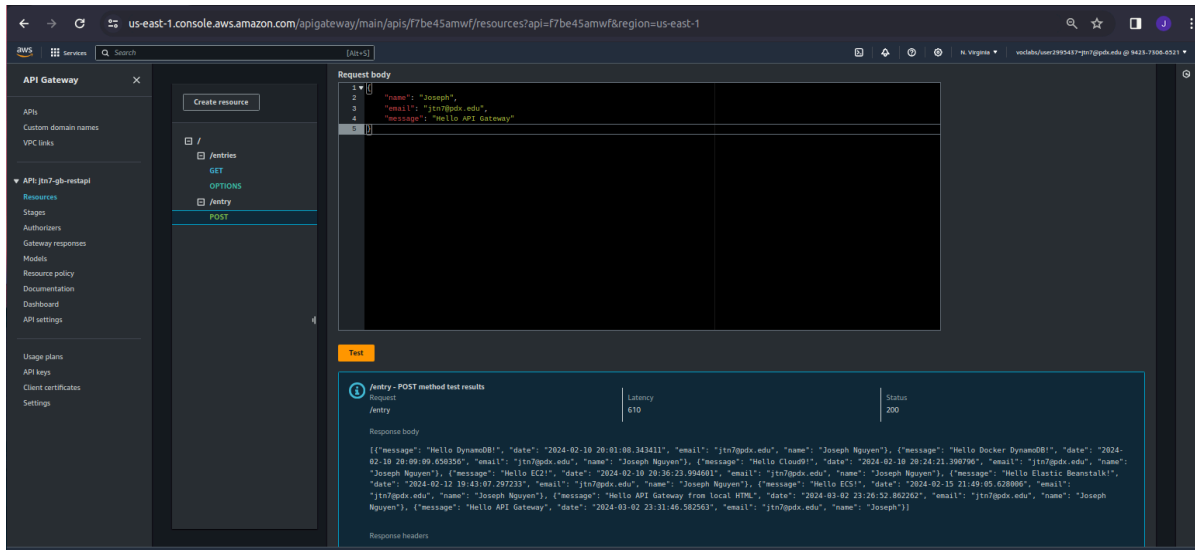 us-east-1.console.aws.amazon.com/apigateway/main/apis/f7be45amwf/resources?api=f7be45amwf&region=us-east-1
J
aws
Services
Search
[Alt+S]
N. Virginia
voclabs/user2995437=jtn7@pdx.edu @ 9423-7306-6521
API Gateway
APIs
Custom domain names
VPC links
API: jtn7-gb-restapi
Resources
Stages
Authorizers
Gateway responses
Models
Resource policy
Documentation
Dashboard
API settings
Usage plans
API keys
Client certificates
Settings
Create resource
/
/entries
GET
OPTIONS
/entry
POST
Request body
1 {
2 "name": "Joseph",
3 "email": "jtn7@pdx.edu",
4 "message": "Hello API Gateway"
5 }
Test
/entry - POST method test results
Request
/entry
Latency
610
Status
200
Response body
[{"message": "Hello DynamoDB!", "date": "2024-02-10 20:01:08.343411", "email": "jtn7@pdx.edu", "name": "Joseph Nguyen"}, {"message": "Hello Docker DynamoDB!", "date": "2024-
02-10 20:09:09.650356", "email": "jtn7@pdx.edu", "name": "Joseph Nguyen"}, {"message": "Hello Cloud9!", "date": "2024-02-10 20:24:21.390796", "email": "jtn7@pdx.edu", "name":
"Joseph Nguyen"}, {"message": "Hello EC2!", "date": "2024-02-10 20:36:23.994601", "email": "jtn7@pdx.edu", "name": "Joseph Nguyen"}, {"message": "Hello Elastic Beanstalk!",
"date": "2024-02-12 19:43:07.297233", "email": "jtn7@pdx.edu", "name": "Joseph Nguyen"}, {"message": "Hello ECS!", "date": "2024-02-15 21:49:05.628006", "email":
"jtn7@pdx.edu", "name": "Joseph Nguyen"}, {"message": "Hello API Gateway from local HTML", "date": "2024-03-02 23:26:52.862262", "email": "jtn7@pdx.edu", "name": "Joseph
Nguyen"}, {"message": "Hello API Gateway", "date": "2024-03-02 23:31:46.582563", "email": "jtn7@pdx.edu", "name": "Joseph"}]
Response headers